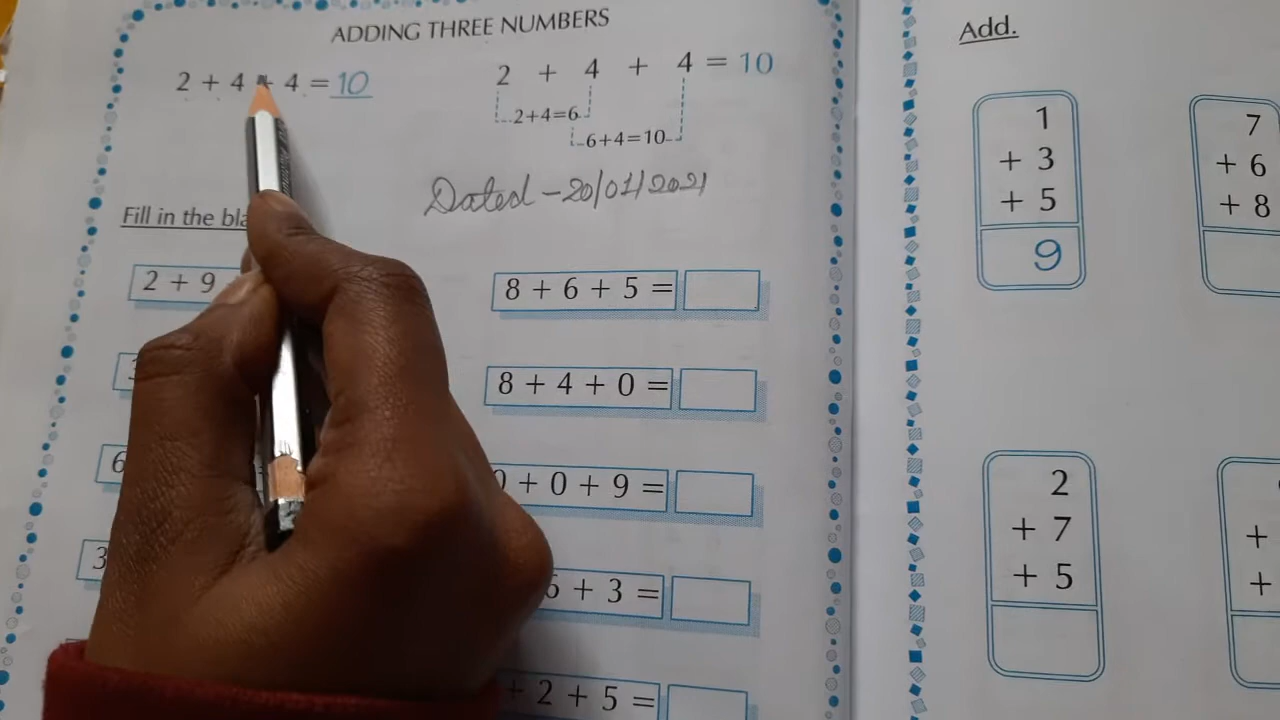 ADDING THREE NUMBERS
2 + 4 + 4 = 10
2 + 4 + 4 = 10
2+4=6
6+4=10
Dated - 20/01/2021
Fill in the
2 + 9
8 + 6 + 5 =
8 + 4 + 0 =
6
+ 0 + 9 =
3
+ 3 =
+ 2 + 5 =
Add.
1
+ 3
+ 5
9
7
+ 6
+ 8
2
+ 7
+ 5
+
+